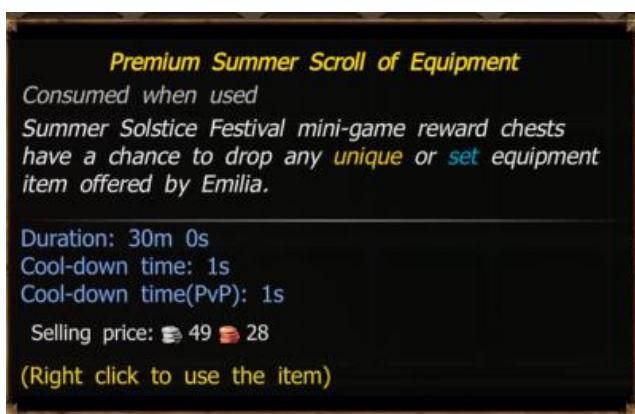 Premium Summer Scroll of Equipment
Consumed when used
Summer Solstice Festival mini-game reward chests
have a chance to drop any unique or set equipment
item offered by Emilia.
Duration: 30m 0s
Cool-down time: 1s
Cool-down time(PvP): 1s
Selling price: 49 28
(Right click to use the item)